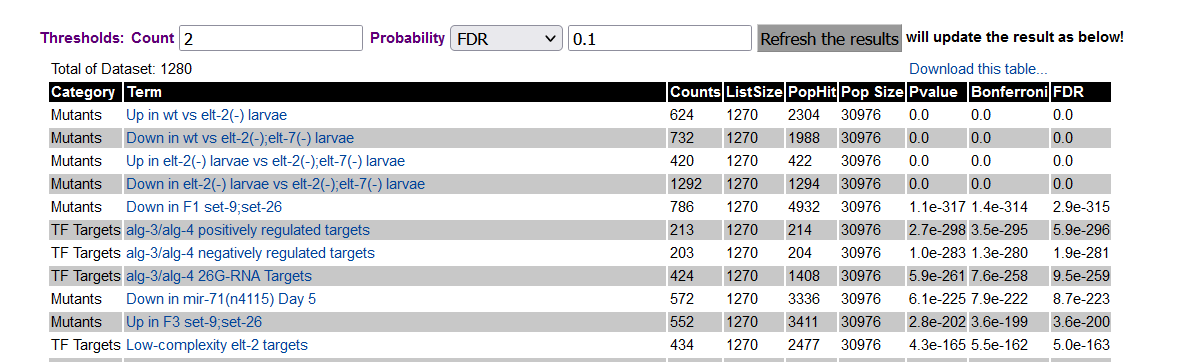 Thresholds: Count 2 Probability FDR 0.1 Refresh the results will update the result as below!
Total of Dataset: 1280 Download this table...
Category Term Counts ListSize PopHit Pop Size Pvalue Bonferroni FDR
Mutants Up in wt vs elt-2(-) larvae 624 1270 2304 30976 0.0 0.0 0.0
Mutants Down in wt vs elt-2(-);elt-7(-) larvae 732 1270 1988 30976 0.0 0.0 0.0
Mutants Up in elt-2(-) larvae vs elt-2(-);elt-7(-) larvae 420 1270 422 30976 0.0 0.0 0.0
Mutants Down in elt-2(-) larvae vs elt-2(-);elt-7(-) larvae 1292 1270 1294 30976 0.0 0.0 0.0
Mutants Down in F1 set-9;set-26 786 1270 4932 30976 1.1e-317 1.4e-314 2.9e-315
TF Targets alg-3/alg-4 positively regulated targets 213 1270 214 30976 2.7e-298 3.5e-295 5.9e-296
TF Targets alg-3/alg-4 negatively regulated targets 203 1270 204 30976 1.0e-283 1.3e-280 1.9e-281
TF Targets alg-3/alg-4 26G-RNA Targets 424 1270 1408 30976 5.9e-261 7.6e-258 9.5e-259
Mutants Down in mir-71(n4115) Day 5 572 1270 3336 30976 6.1e-225 7.9e-222 8.7e-223
Mutants Up in F3 set-9;set-26 552 1270 3411 30976 2.8e-202 3.6e-199 3.6e-200
TF Targets Low-complexity elt-2 targets 434 1270 2477 30976 4.3e-165 5.5e-162 5.0e-163